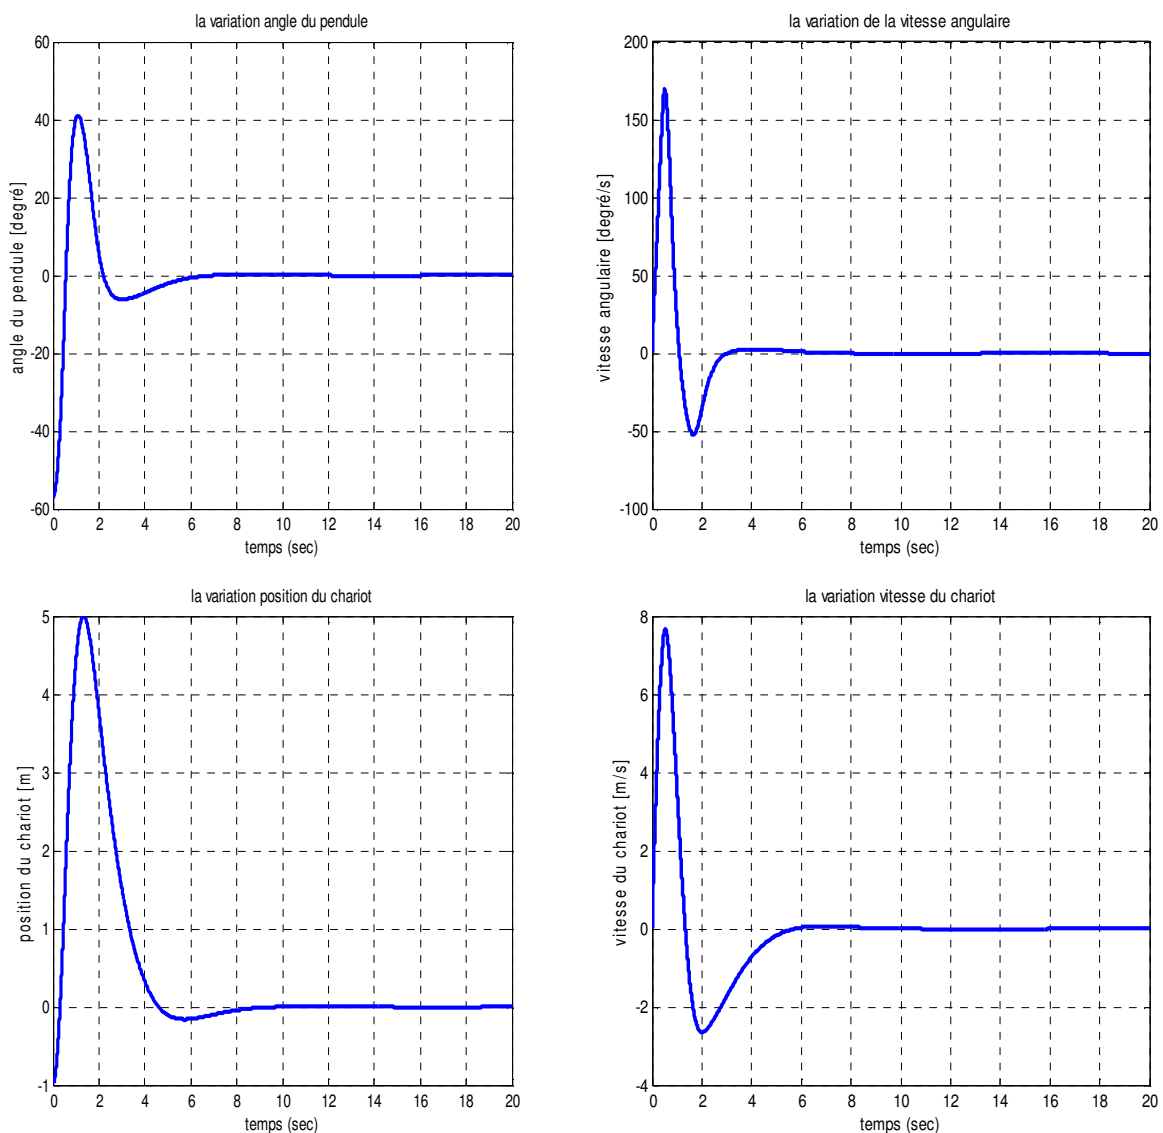 la variation angle du pendule
60
40
20
0
-20
-40
-60
angle du pendule [degré]
0 2 4 6 8 10 12 14 16 18 20
temps (sec)
la variation de la vitesse angulaire
200
150
100
50
0
-50
-100
vitesse angulaire [degré/s]
0 2 4 6 8 10 12 14 16 18 20
temps (sec)
la variation position du chariot
5
4
3
2
1
0
-1
position du chariot [m]
0 2 4 6 8 10 12 14 16 18 20
temps (sec)
la variation vitesse du chariot
8
6
4
2
0
-2
-4
vitesse du chariot [m/s]
0 2 4 6 8 10 12 14 16 18 20
temps (sec)